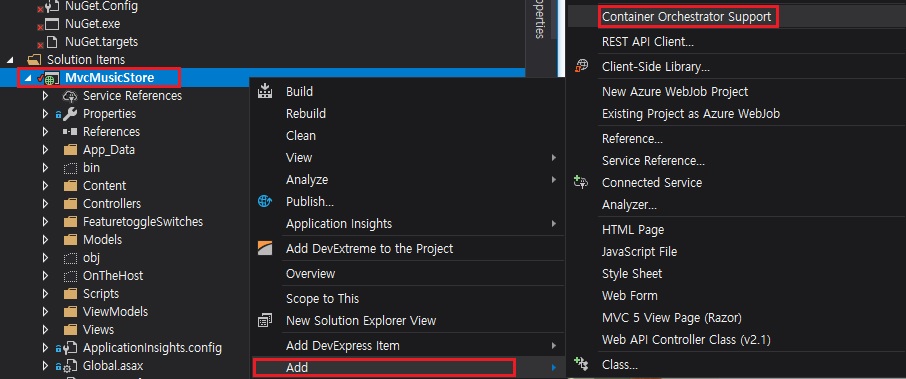 NuGet.Config
NuGet.exe
NuGet.targets
Solution Items
MvcMusicStore
Service References
Properties
References
App_Data
bin
Content
Controllers
FeaturetoggleSwitches
Models
obj
OnTheHost
Scripts
ViewModels
Views
ApplicationInsights.config
Global.asax
Build
Rebuild
Clean
View
Analyze
Publish...
Application Insights
Add DevExtreme to the Project
Overview
Scope to This
New Solution Explorer View
Add DevExpress Item
Add
Properties
Container Orchestrator Support
REST API Client...
Client-Side Library...
New Azure WebJob Project
Existing Project as Azure WebJob
Reference...
Service Reference...
Connected Service
Analyzer...
HTML Page
JavaScript File
Style Sheet
Web Form
MVC 5 View Page (Razor)
Web API Controller Class (v2.1)
Class...